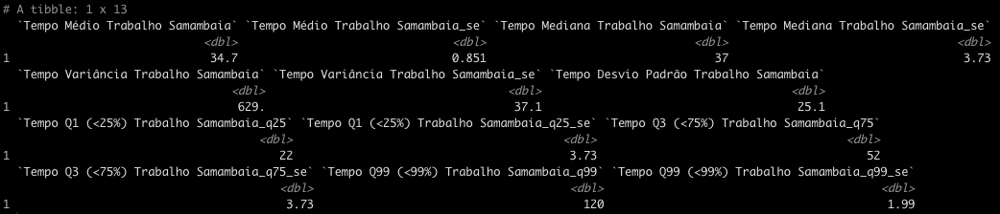 # A tibble: 1 x 13
`Tempo Médio Trabalho Samambaia` `Tempo Médio Trabalho Samambaia_se` `Tempo Mediana Trabalho Samambaia` `Tempo Mediana Trabalho Samambaia_se`
<dbl> <dbl> <dbl> <dbl>
1 34.7 0.851 37 3.73
`Tempo Variância Trabalho Samambaia` `Tempo Variância Trabalho Samambaia_se` `Tempo Desvio Padrão Trabalho Samambaia`
<dbl> <dbl> <dbl>
1 629. 37.1 25.1
`Tempo Q1 (<25%) Trabalho Samambaia_q25` `Tempo Q1 (<25%) Trabalho Samambaia_q25_se` `Tempo Q3 (<75%) Trabalho Samambaia_q75`
<dbl> <dbl> <dbl>
1 22 3.73 52
`Tempo Q3 (<75%) Trabalho Samambaia_q75_se` `Tempo Q99 (<99%) Trabalho Samambaia_q99` `Tempo Q99 (<99%) Trabalho Samambaia_q99_se`
<dbl> <dbl> <dbl>
1 3.73 120 1.99